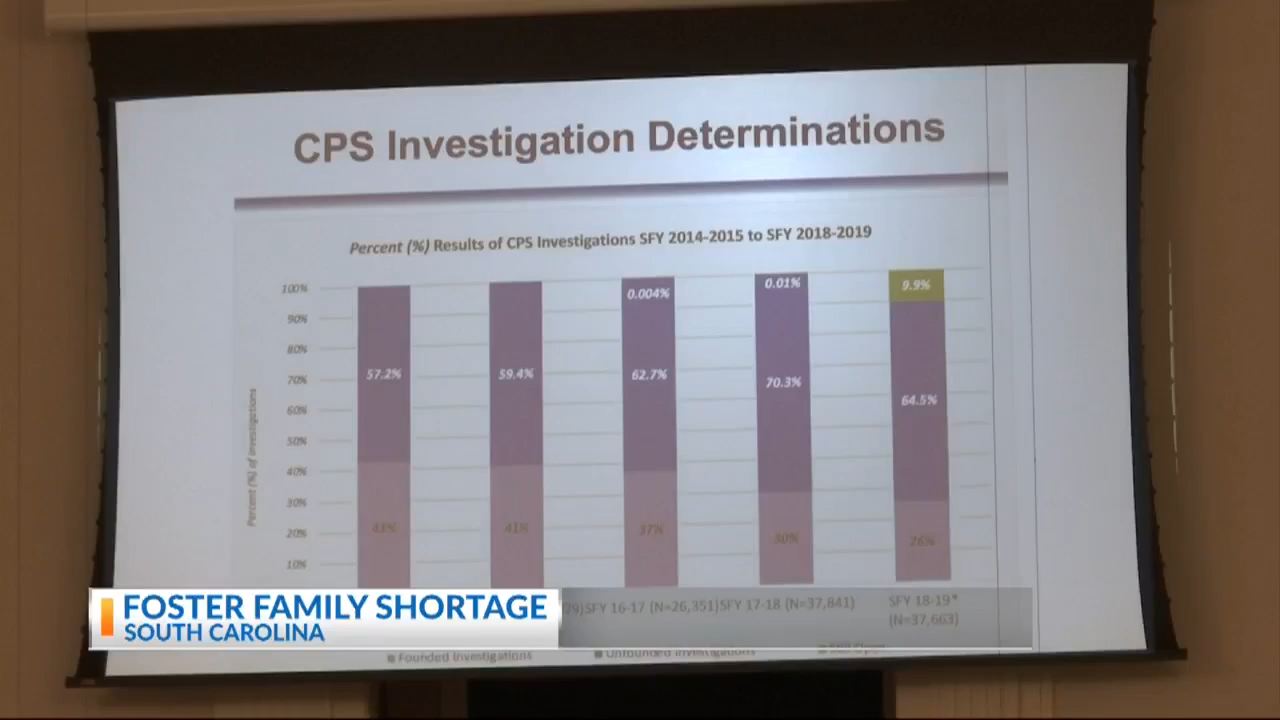 CPS Investigation Determinations
Percent (%) Results of CPS Investigations SFY 2014-2015 to SFY 2018-2019
Percent (%) of Investigations
100%
90%
80%
70%
60%
50%
40%
30%
20%
10%
57.2%
43%
59.4%
41%
0.004%
62.7%
37%
0.01%
70.3%
30%
9.9%
64.5%
26%
29) SFY 16-17 (N=26,351) SFY 17-18 (N=37,841)
SFY 18-19*
(N=37,663)
Founded Investigations
Unfounded Investigations
FOSTER FAMILY SHORTAGE
SOUTH CAROLINA